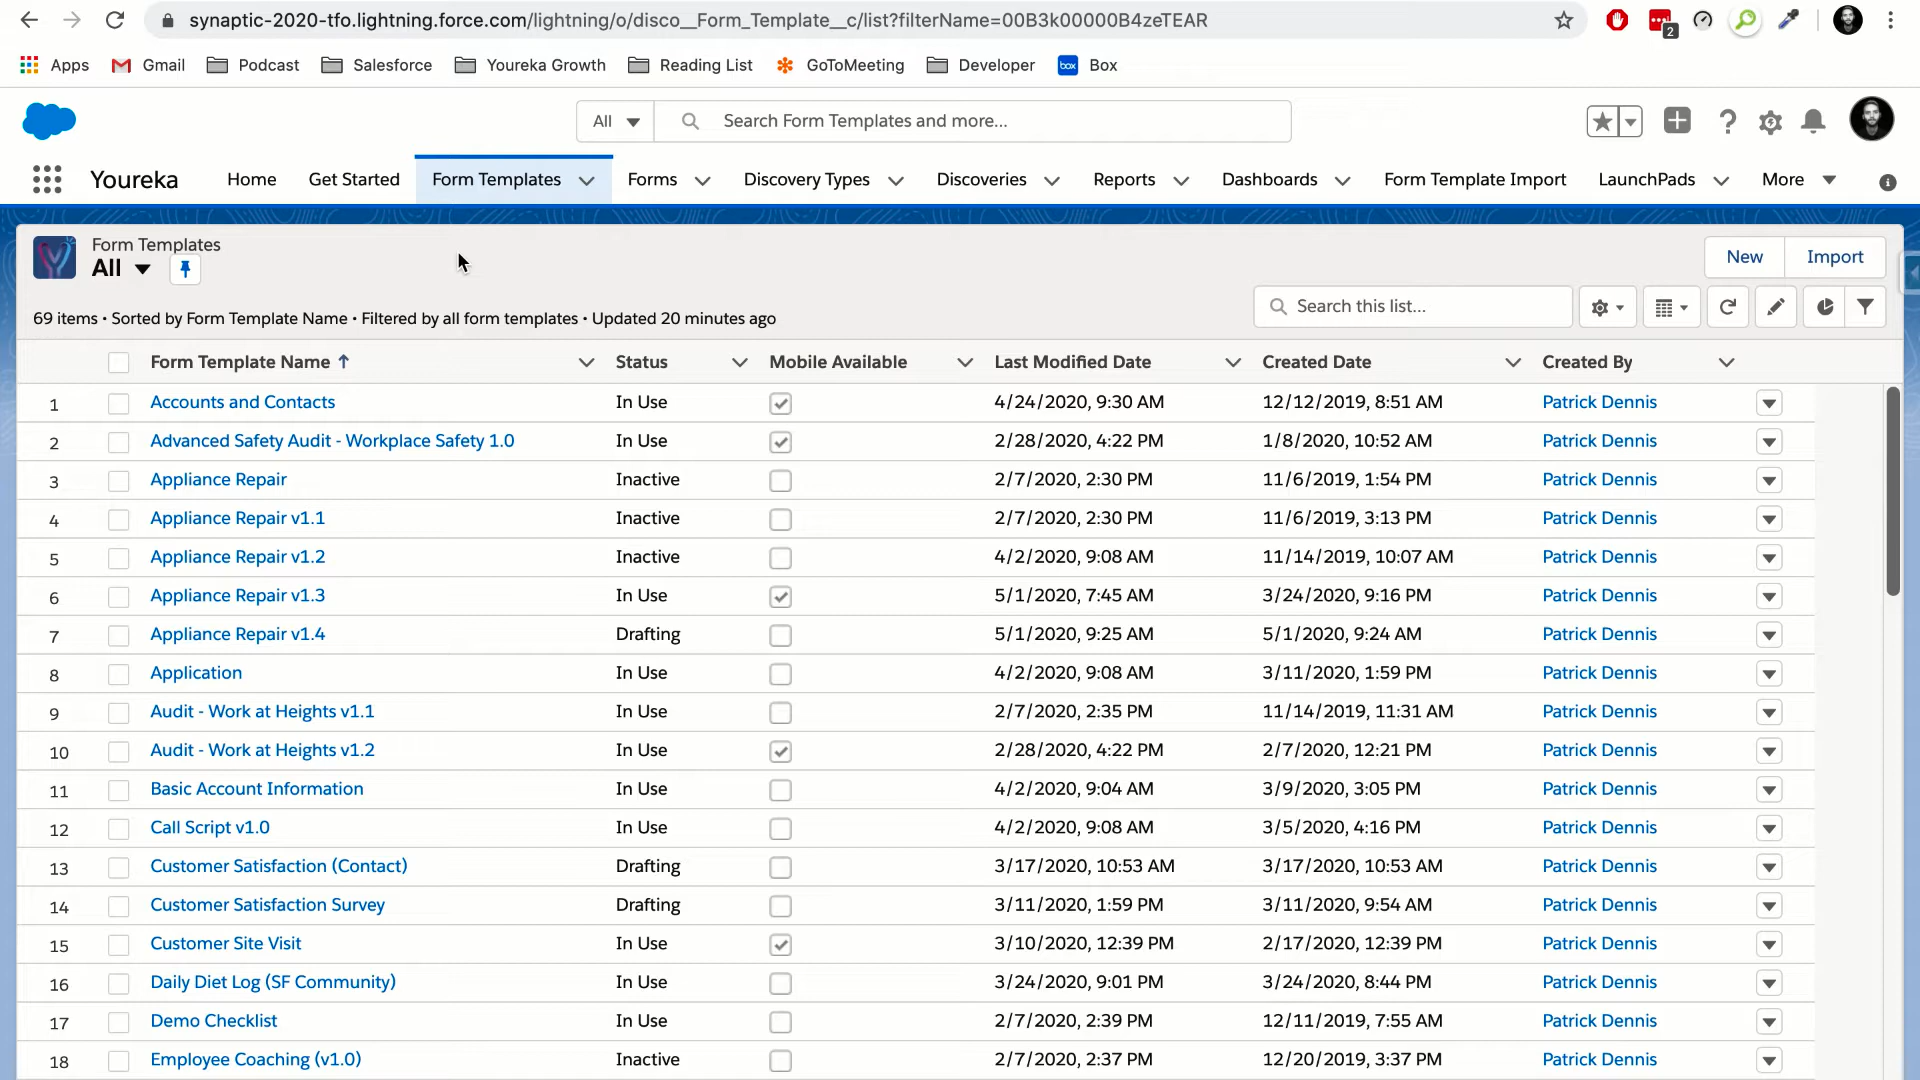 synaptic-2020-tfo.lightning.force.com/lightning/o/disco__Form_Template__c/list?filterName=00B3k00000B4zeTEAR
2
Apps Gmail Podcast Salesforce Youreka Growth Reading List GoToMeeting Developer box Box
All Search Form Templates and more...
Youreka Home Get Started Form Templates Forms Discovery Types Discoveries Reports Dashboards Form Template Import LaunchPads More
Form Templates
All
New Import
69 items • Sorted by Form Template Name • Filtered by all form templates • Updated 20 minutes ago
Search this list...
Form Template Name Status Mobile Available Last Modified Date Created Date Created By
1 Accounts and Contacts In Use 4/24/2020, 9:30 AM 12/12/2019, 8:51 AM Patrick Dennis
2 Advanced Safety Audit - Workplace Safety 1.0 In Use 2/28/2020, 4:22 PM 1/8/2020, 10:52 AM Patrick Dennis
3 Appliance Repair Inactive 2/7/2020, 2:30 PM 11/6/2019, 1:54 PM Patrick Dennis
4 Appliance Repair v1.1 Inactive 2/7/2020, 2:30 PM 11/6/2019, 3:13 PM Patrick Dennis
5 Appliance Repair v1.2 Inactive 4/2/2020, 9:08 AM 11/14/2019, 10:07 AM Patrick Dennis
6 Appliance Repair v1.3 In Use 5/1/2020, 7:45 AM 3/24/2020, 9:16 PM Patrick Dennis
7 Appliance Repair v1.4 Drafting 5/1/2020, 9:25 AM 5/1/2020, 9:24 AM Patrick Dennis
8 Application In Use 4/2/2020, 9:08 AM 3/11/2020, 1:59 PM Patrick Dennis
9 Audit - Work at Heights v1.1 In Use 2/7/2020, 2:35 PM 11/14/2019, 11:31 AM Patrick Dennis
10 Audit - Work at Heights v1.2 In Use 2/28/2020, 4:22 PM 2/7/2020, 12:21 PM Patrick Dennis
11 Basic Account Information In Use 4/2/2020, 9:04 AM 3/9/2020, 3:05 PM Patrick Dennis
12 Call Script v1.0 In Use 4/2/2020, 9:08 AM 3/5/2020, 4:16 PM Patrick Dennis
13 Customer Satisfaction (Contact) Drafting 3/17/2020, 10:53 AM 3/17/2020, 10:53 AM Patrick Dennis
14 Customer Satisfaction Survey Drafting 3/11/2020, 1:59 PM 3/11/2020, 9:54 AM Patrick Dennis
15 Customer Site Visit In Use 3/10/2020, 12:39 PM 2/17/2020, 12:39 PM Patrick Dennis
16 Daily Diet Log (SF Community) In Use 3/24/2020, 9:01 PM 3/24/2020, 8:44 PM Patrick Dennis
17 Demo Checklist In Use 2/7/2020, 2:39 PM 12/11/2019, 7:55 AM Patrick Dennis
18 Employee Coaching (v1.0) Inactive 2/7/2020, 2:37 PM 12/20/2019, 3:37 PM Patrick Dennis